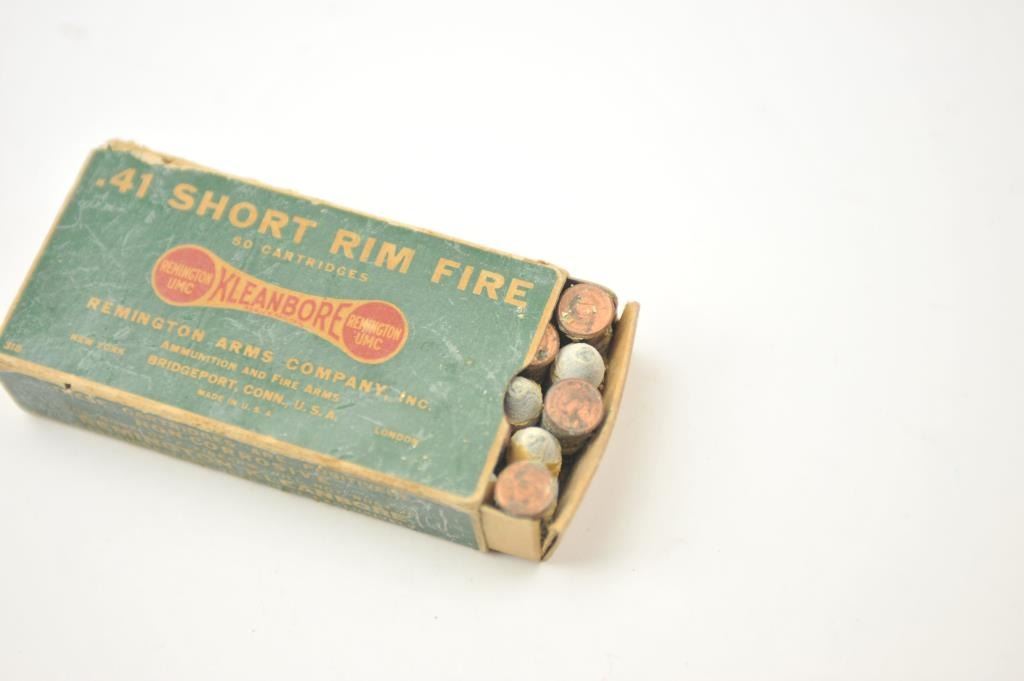 .41 SHORT RIM FIRE
50 CARTRIDGES
REMINGTON UMC
KLEANBORE
REMINGTON UMC
REMINGTON ARMS COMPANY, INC.
NEW YORK
AMMUNITION AND FIRE ARMS
LONDON
BRIDGEPORT, CONN., U.S.A.
MADE IN U.S.A.
KLEANBORE